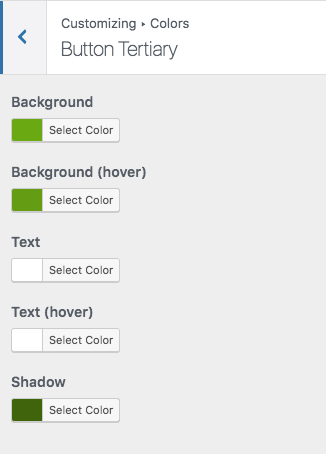 Customizing ▸ Colors
Button Tertiary
Background
Select Color
Background (hover)
Select Color
Text
Select Color
Text (hover)
Select Color
Shadow
Select Color